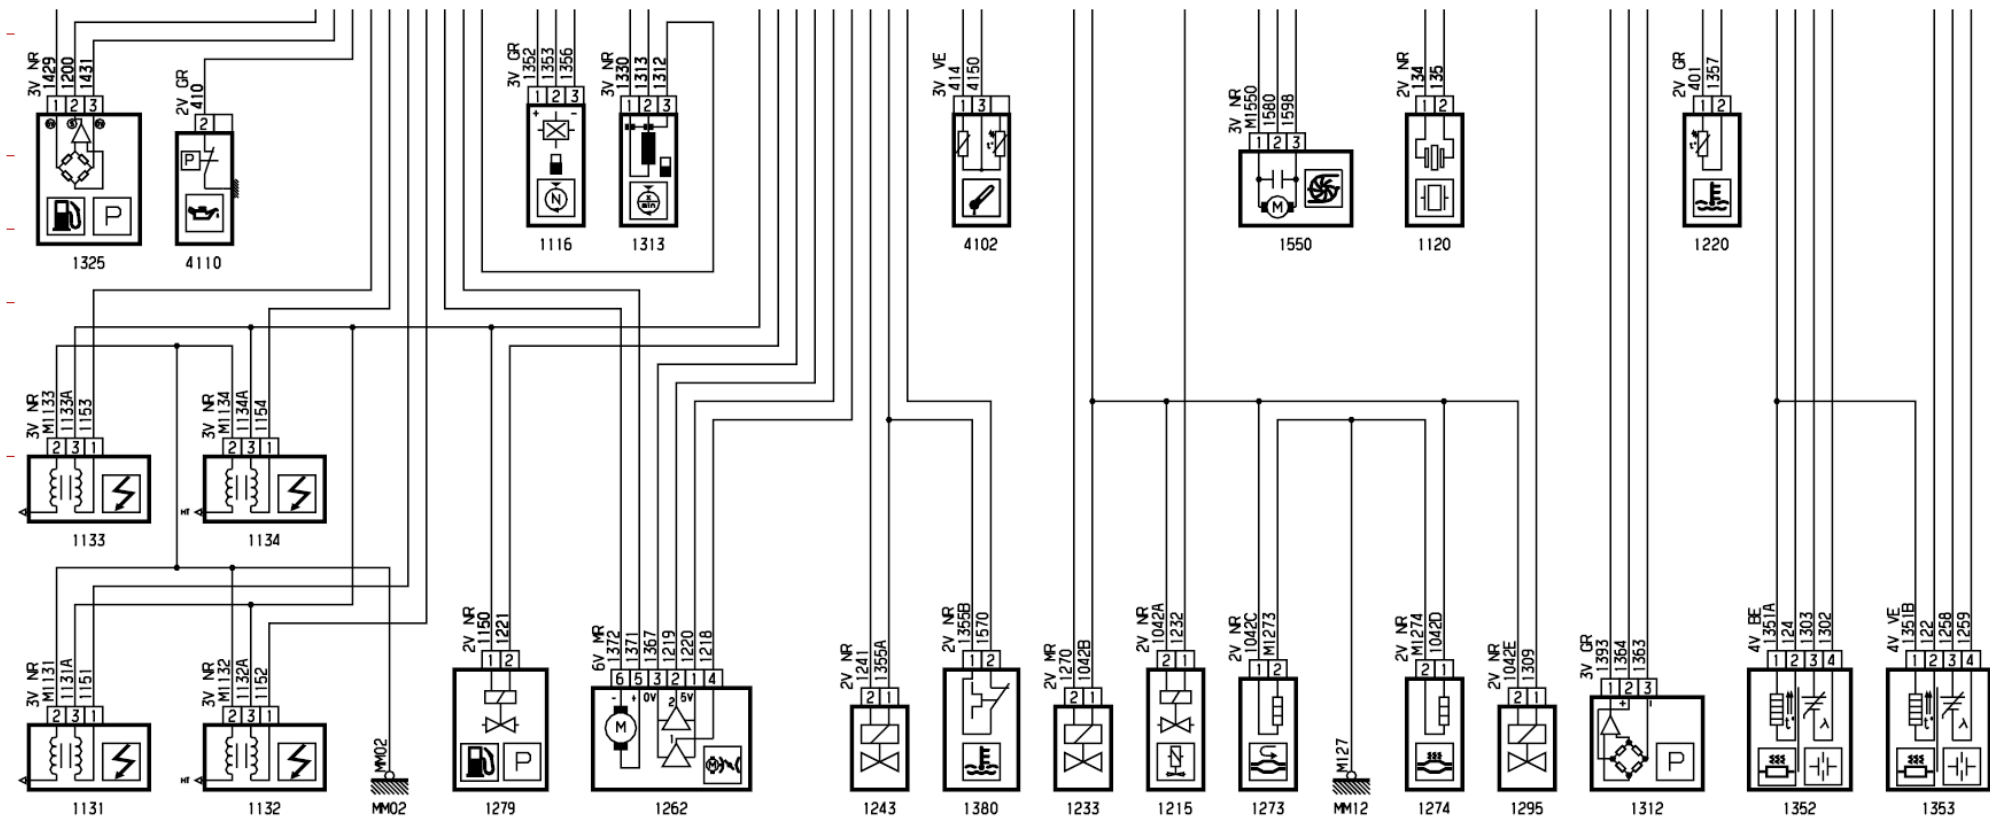 3V NR
1429
1200
1431
1 2 3
P
1325
2V GR
410
2
P
4110
3V GR
1352
1353
1356
1 2 3
+ -
N
1116
3V NR
1330
1313
1312
1 2 3
x
min
1313
3V VE
414
4150
1 3
t°
4102
3V NR
M1550
1580
1598
1 2 3
M
1550
2V NR
134
135
1 2
1120
2V GR
401
1357
1 2
t°
1220
3V NR
M1133
1133A
1153
2 3 1
1133
3V NR
M1134
1134A
1154
2 3 1
HT
1134
3V NR
M1131
1131A
1151
2 3 1
1131
3V NR
M1132
1132A
1152
2 3 1
HT
1132
MM02
MM02
2V NR
1150
1221
1 2
P
1279
6V MR
1372
1371
1367
1219
1220
1218
6 5 3 2 1 4
- + 0V 2 5V
M
1
M
1262
2V NR
1241
1355A
2 1
1243
2V NR
1355B
1570
1 2
1380
2V MR
1270
1042B
2 1
1233
2V NR
1042A
1232
2 1
1215
2V NR
1042C
M1273
1 2
1273
M127
MM12
2V NR
M1274
1042D
2 1
1274
2V NR
1042E
1309
2 1
1295
3V GR
1393
1364
1363
1 2 3
+ -
P
1312
4V BE
1351A
124
1303
1302
1 2 3 4
t°
λ
1352
4V VE
1351B
122
1258
1259
1 2 3 4
t°
λ
1353